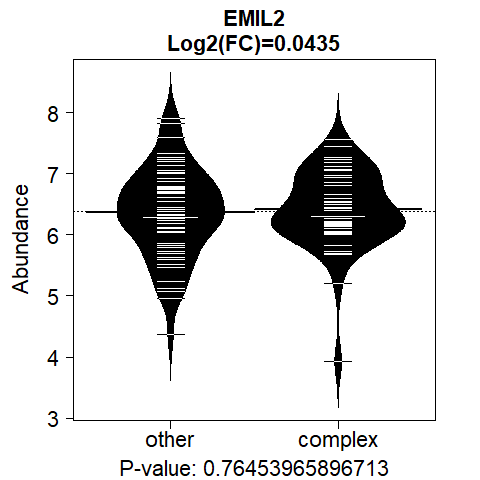 EMIL2
Log2(FC)=0.0435
Abundance
8
7
6
5
4
3
other complex
P-value: 0.76453965896713